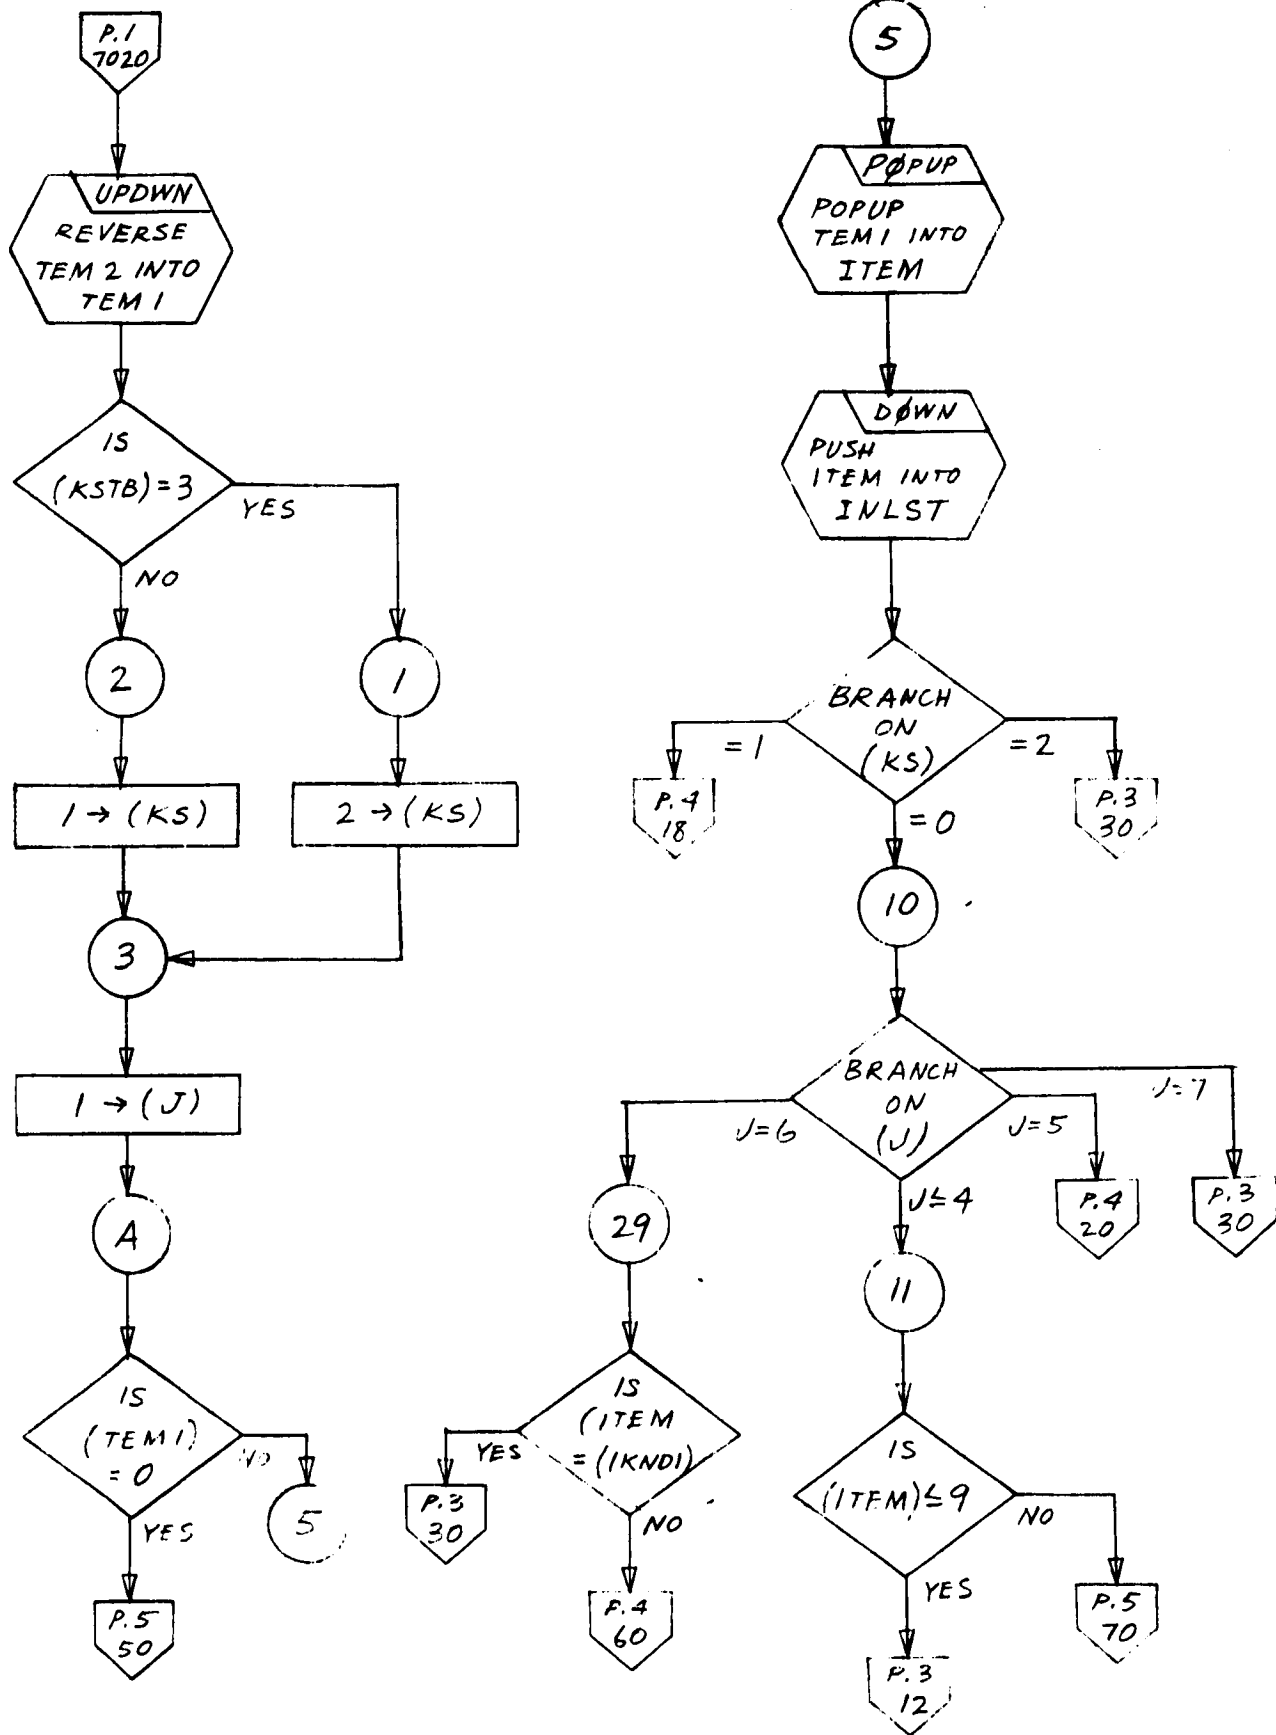 P.1
7020
UPDWN
REVERSE
TEM 2 INTO
TEM 1
IS
(KSTB)=3
YES
NO
2
1
1 → (KS)
2 → (KS)
3
1 → (J)
A
IS
(TEM1)
= 0
NO
YES
5
P.5
50
5
PØPUP
POPUP
TEM1 INTO
ITEM
DØWN
PUSH
ITEM INTO
INLST
BRANCH
ON
(KS)
=1
=2
=0
P.4
18
P.3
30
10
BRANCH
ON
(J)
J=6
J=5
J=7
J≤4
29
P.4
20
P.3
30
11
IS
(ITEM
=(IKND1)
YES
NO
P.3
30
P.4
60
IS
(ITEM)≤9
NO
YES
P.5
70
P.3
12